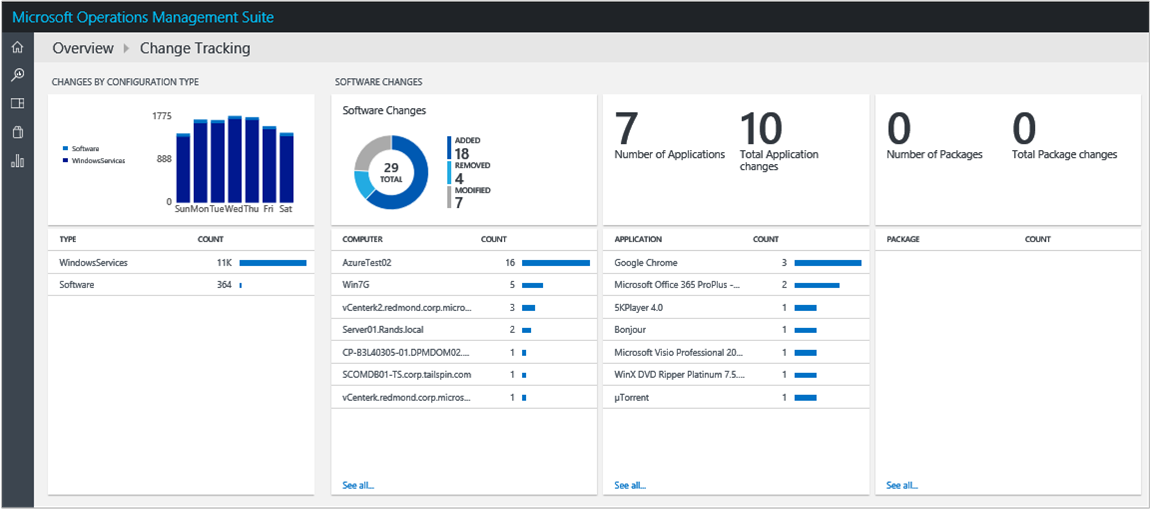 Microsoft Operations Management Suite
Overview Change Tracking
CHANGES BY CONFIGURATION TYPE
1775
888
0
Software
WindowsServices
Sun Mon Tue Wed Thu Fri Sat
TYPE COUNT
WindowsServices 11K
Software 364
SOFTWARE CHANGES
Software Changes
29
TOTAL
ADDED
18
REMOVED
4
MODIFIED
7
COMPUTER COUNT
AzureTest02 16
Win7G 5
vCenterk2.redmond.corp.micro... 3
Server01.Rands.local 2
CP-B3L40305-01.DPMDOM02.... 1
SCOMDB01-TS.corp.tailspin.com 1
vCenterk.redmond.corp.micros... 1
See all...
7
Number of Applications
10
Total Application
changes
APPLICATION COUNT
Google Chrome 3
Microsoft Office 365 ProPlus -... 2
5KPlayer 4.0 1
Bonjour 1
Microsoft Visio Professional 20... 1
WinX DVD Ripper Platinum 7.5.... 1
µTorrent 1
See all...
0
Number of Packages
0
Total Package changes
PACKAGE COUNT
See all...